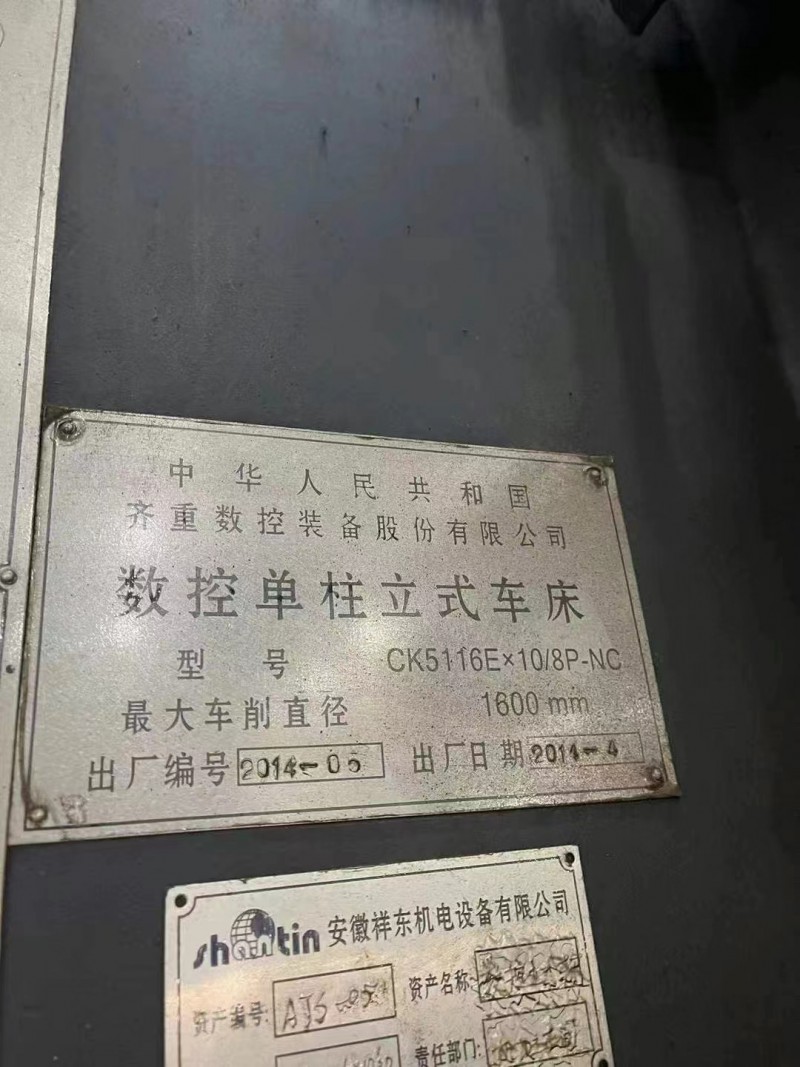 中华人民共和国
齐重数控装备股份有限公司
数控单柱立式车床
型号 CK5116E×10/8P-NC
最大车削直径 1600 mm
出厂编号 2014-05 出厂日期 2014-4
shantin 安徽祥东机电设备有限公司
资产编号: 资产名称:
责任部门: